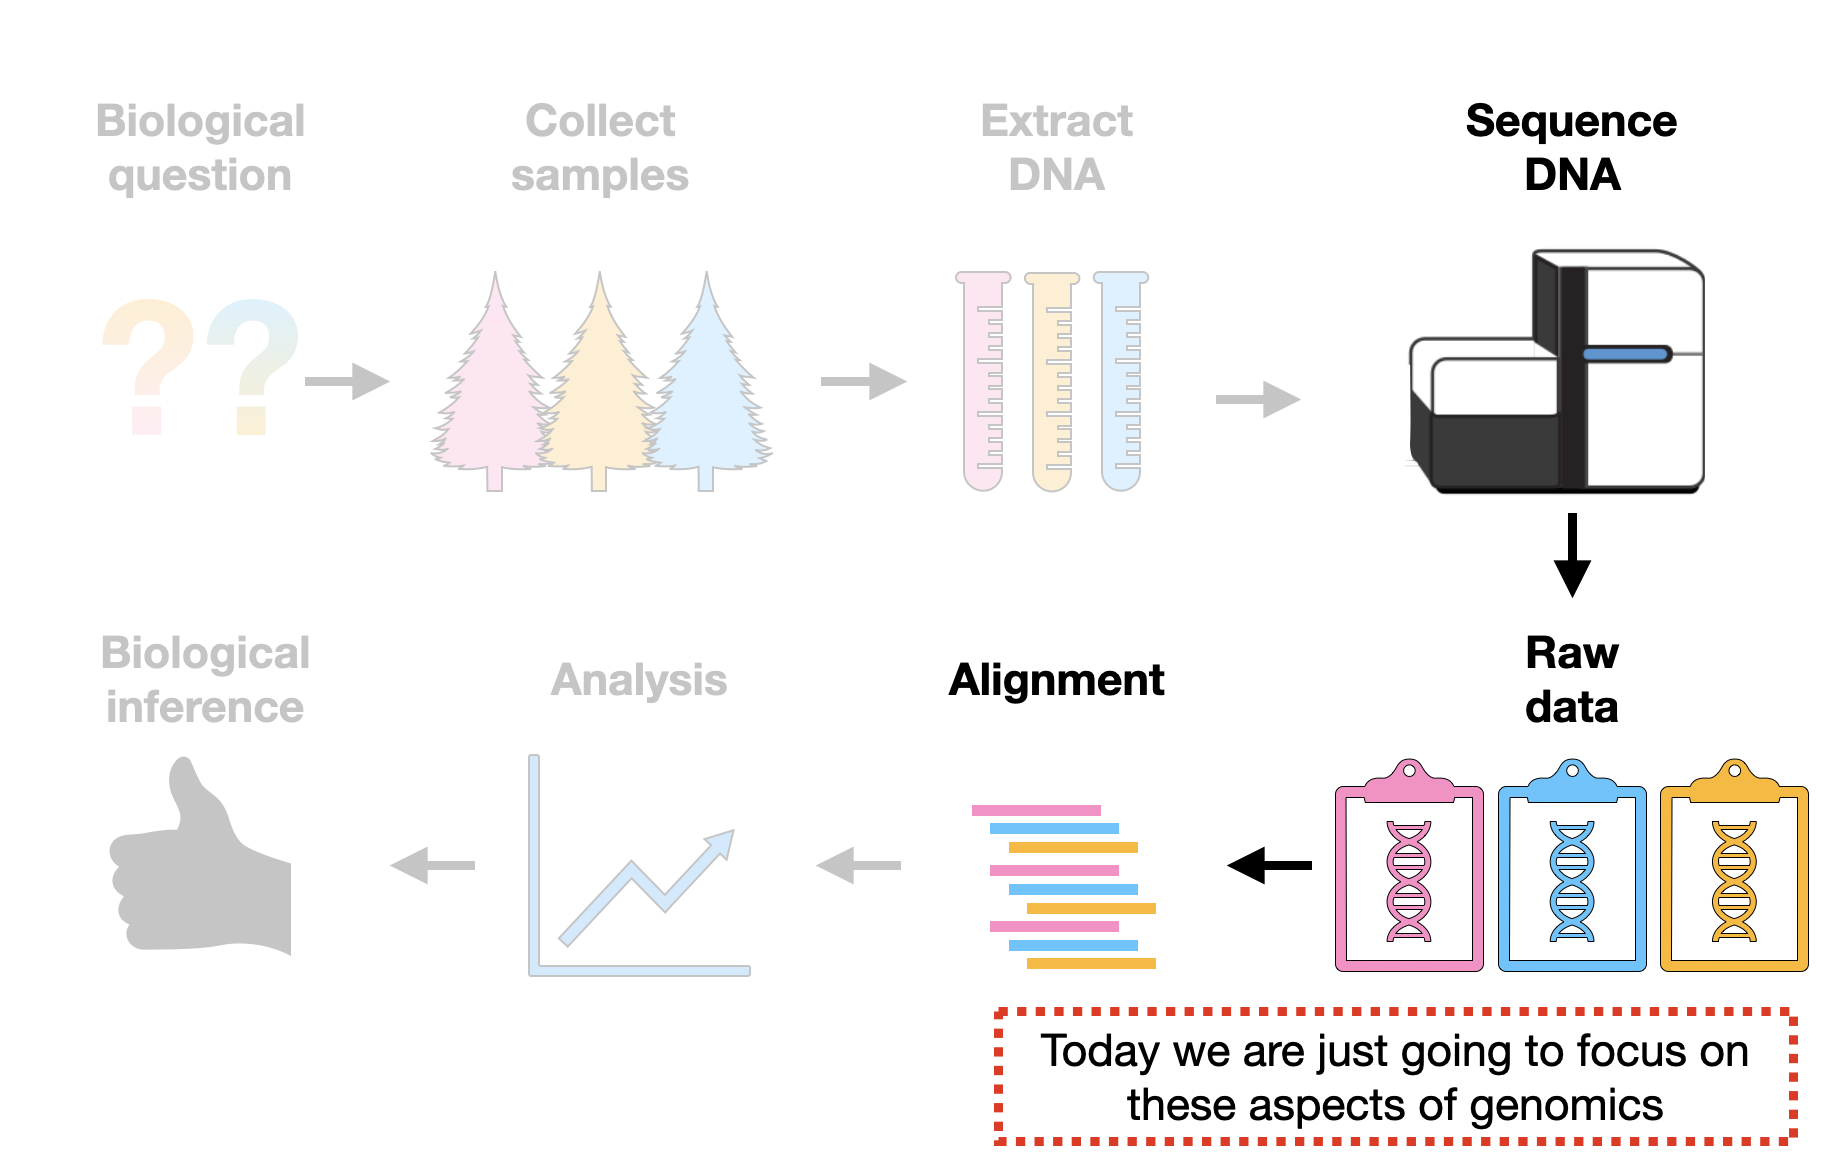 Biological
question
Collect
samples
Extract
DNA
Sequence
DNA
??
Biological
inference
Analysis
Alignment
Raw
data
Today we are just going to focus on
these aspects of genomics